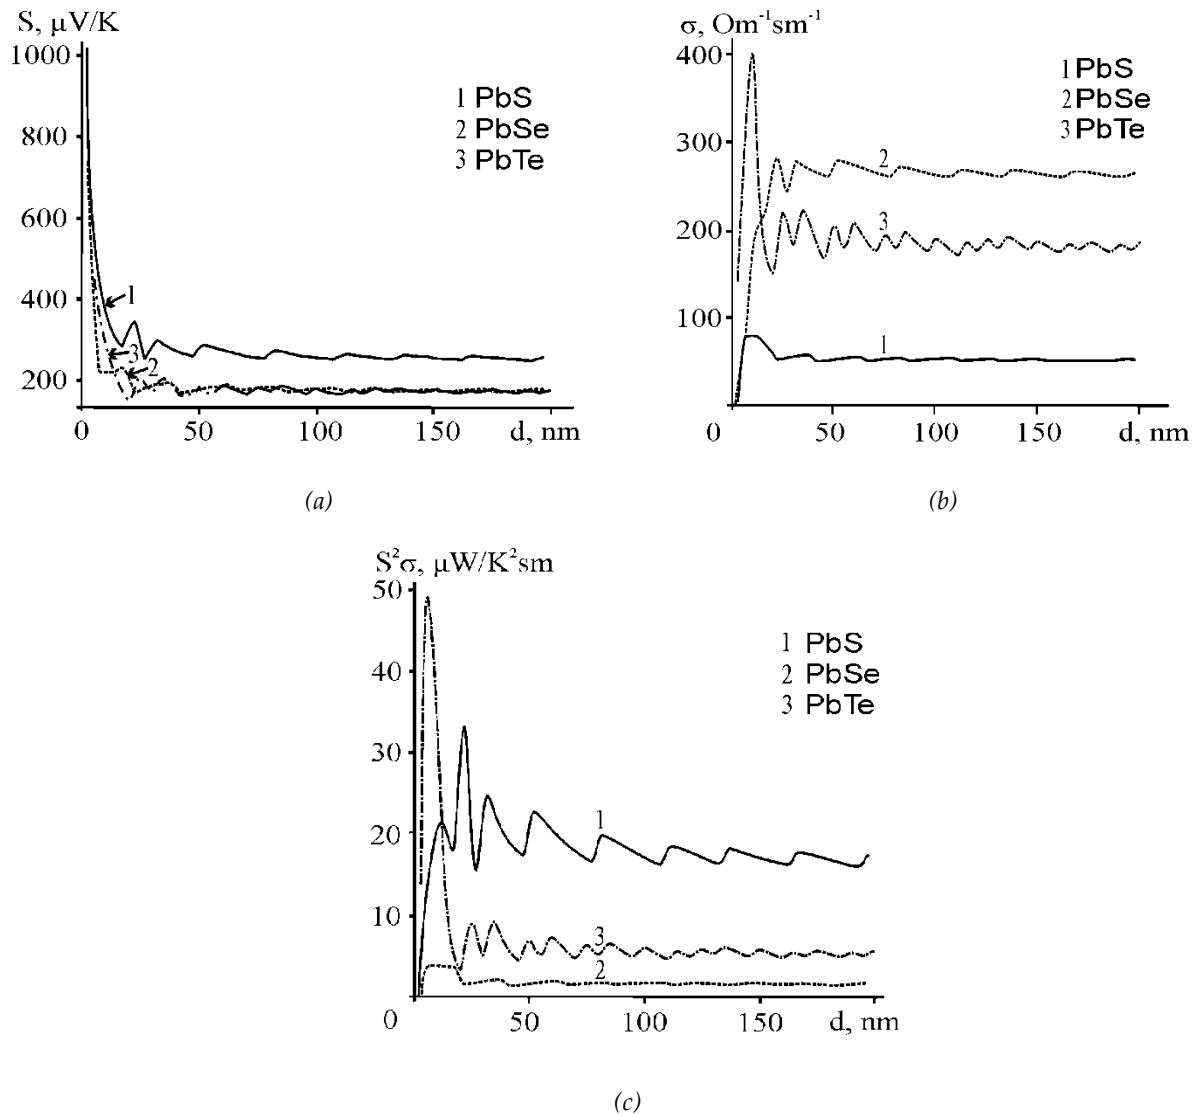 S, μV/K
1000
800
600
400
200
0
50
100
150
d, nm
1 PbS
2 PbSe
3 PbTe
1
3
2
(a)
σ, Om⁻¹sm⁻¹
400
300
200
100
0
50
100
150
d, nm
1 PbS
2 PbSe
3 PbTe
2
3
1
(b)
S²σ, μW/K²sm
50
40
30
20
10
0
50
100
150
d, nm
1 PbS
2 PbSe
3 PbTe
1
3
2
(c)